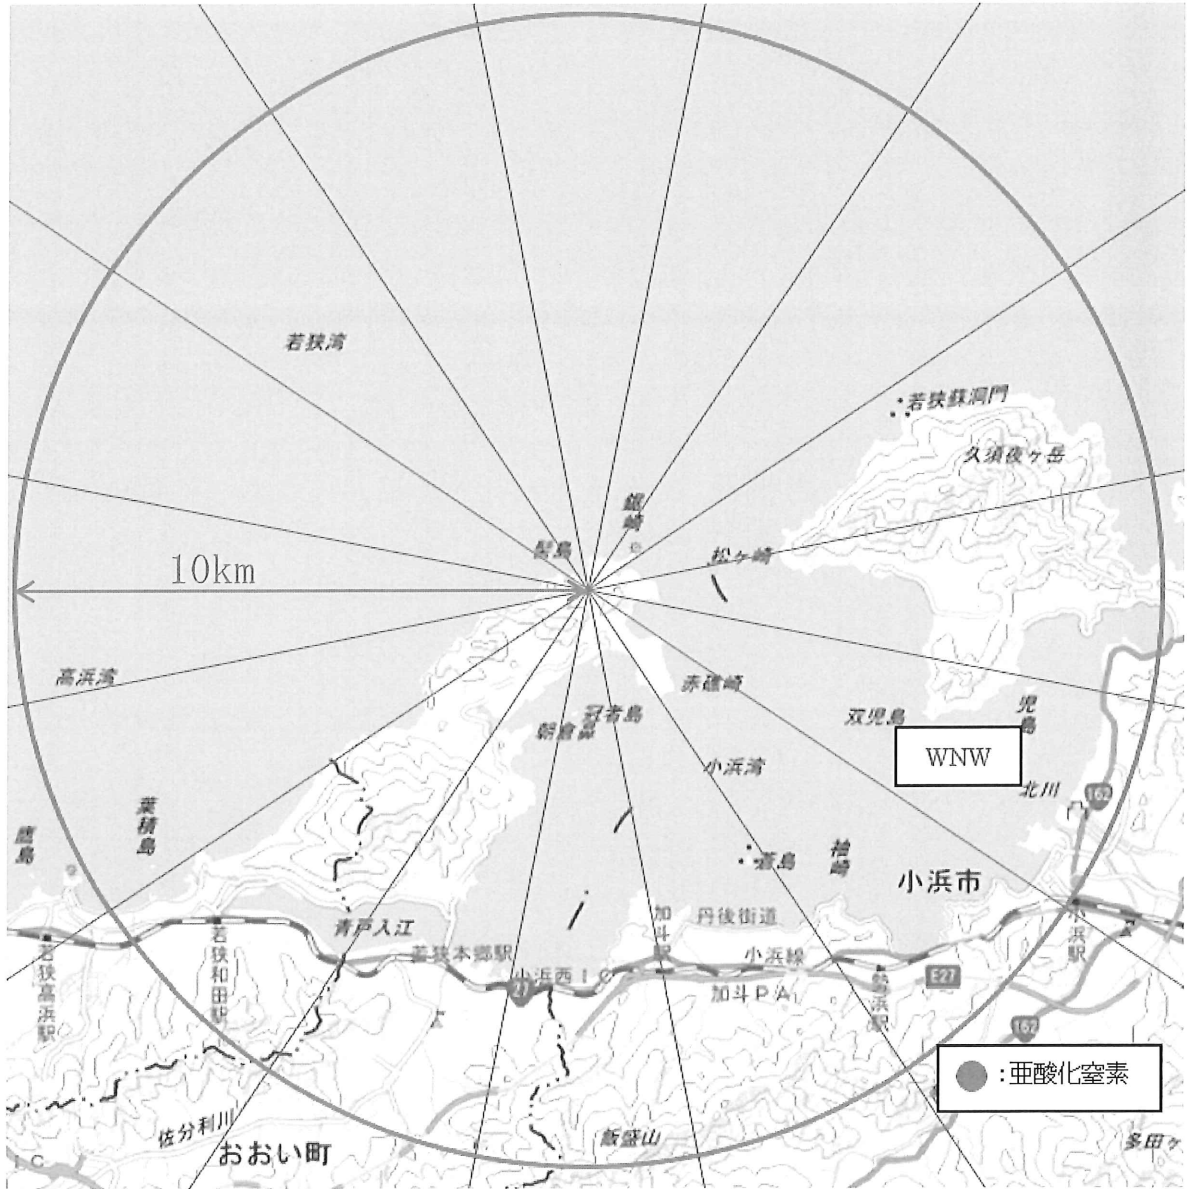 若狭湾
若狭蘇洞門
久須夜ヶ岳
鋸崎
髻島
松ヶ崎
10km
高浜湾
赤礁崎
冠者島
朝倉鼻
双児島
児島
WNW
小浜湾
北川
162
葉積島
鷹島
蒼島
袖崎
小浜市
加斗駅
丹後街道
小浜駅
青戸入江
若狭本郷駅
小浜線
若狭高浜駅
若狭和田駅
小浜西IC
27
加斗PA
勢浜駅
E27
162
:亜酸化窒素
佐分利川
おおい町
飯盛山
多田ヶ
IC